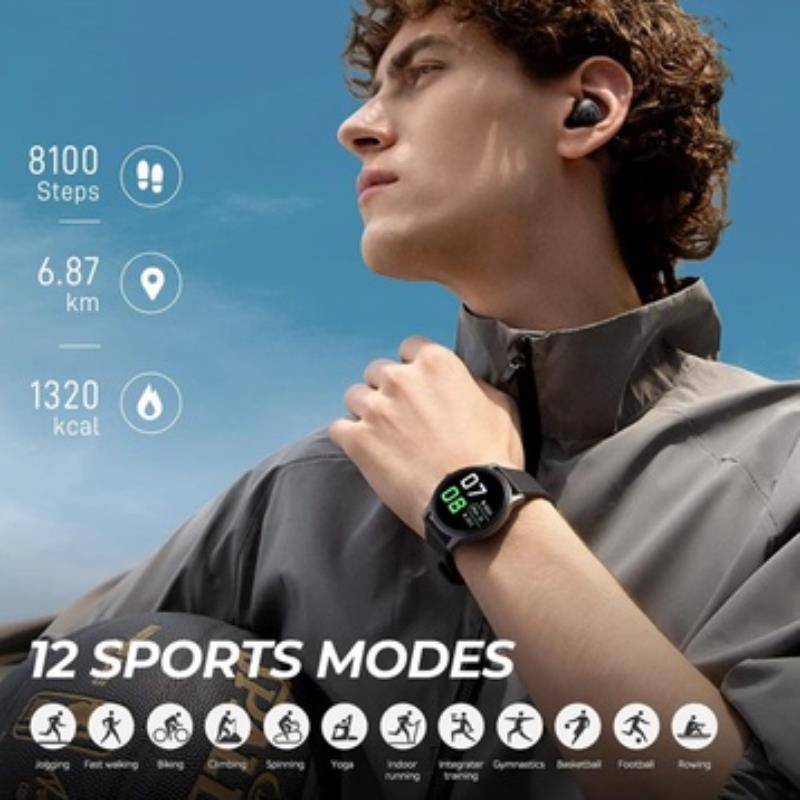 8100
Steps
6.87
km
1320
kcal
07
08
12 SPORTS MODES
Jogging
Fast walking
Biking
Climbing
Spinning
Yoga
Indoor
running
Integrater
training
Gymnastics
Basketball
Football
Rowing